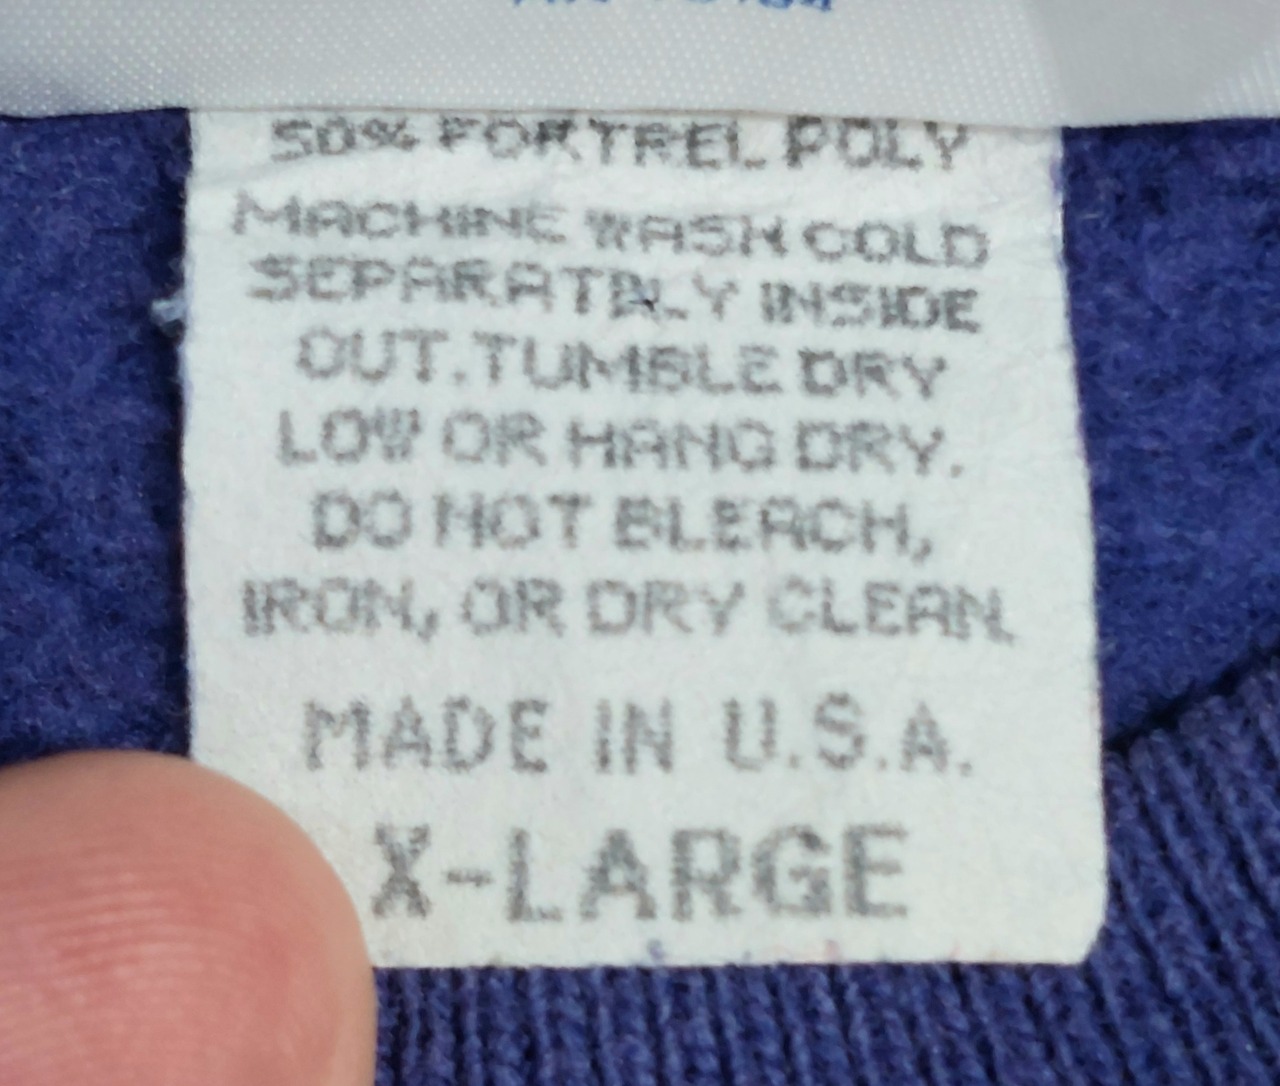 50% FORTREL POLY
MACHINE WASH COLD
SEPARATELY INSIDE
OUT. TUMBLE DRY
LOW OR HANG DRY.
DO NOT BLEACH,
IRON, OR DRY CLEAN.
MADE IN U.S.A.
X-LARGE